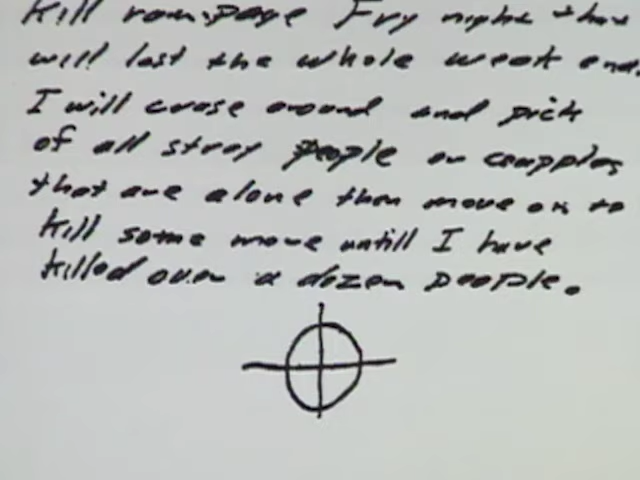 kill rampage Fry night that
will last the whole week end.
I will cruse around and pick
of all stray people or coupples
that are alone then move on to
kill some more untill I have
killed over a dozen people.